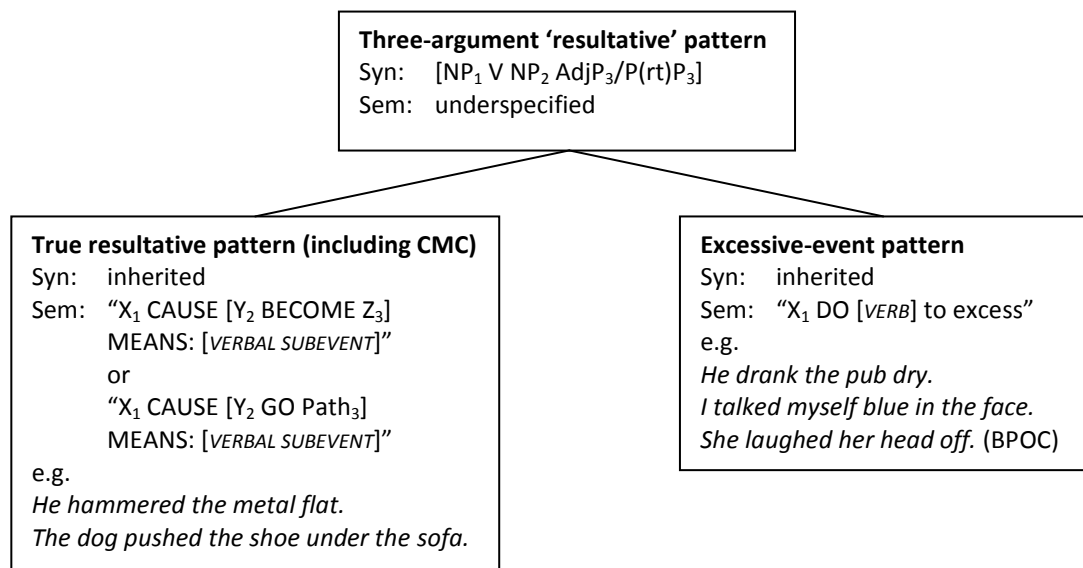 Three-argument ‘resultative’ pattern
Syn: [NP₁ V NP₂ AdjP₃/P(rt)P₃]
Sem: underspecified
True resultative pattern (including CMC)
Syn: inherited
Sem: “X₁ CAUSE [Y₂ BECOME Z₃]
MEANS: [VERBAL SUBEVENT]”
or
“X₁ CAUSE [Y₂ GO Path₃]
MEANS: [VERBAL SUBEVENT]”
e.g.
He hammered the metal flat.
The dog pushed the shoe under the sofa.
Excessive-event pattern
Syn: inherited
Sem: “X₁ DO [VERB] to excess”
e.g.
He drank the pub dry.
I talked myself blue in the face.
She laughed her head off. (BPOC)